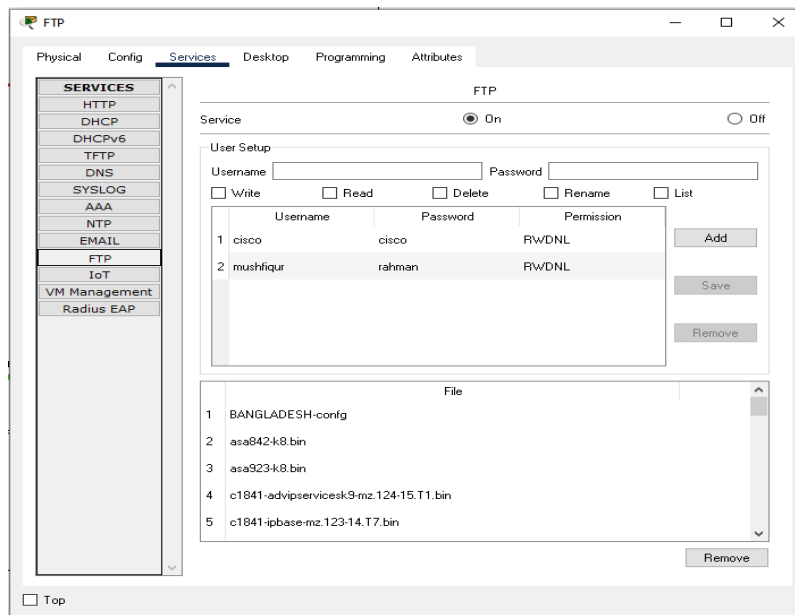 FTP
Physical Config Services Desktop Programming Attributes
SERVICES
HTTP
DHCP
DHCPv6
TFTP
DNS
SYSLOG
AAA
NTP
EMAIL
FTP
IoT
VM Management
Radius EAP
FTP
Service On Off
User Setup
Username Password
Write Read Delete Rename List
Username Password Permission
1 cisco cisco RWDNL
2 mushfiqur rahman RWDNL
Add
Save
Remove
File
1 BANGLADESH-confg
2 asa842-k8.bin
3 asa923-k8.bin
4 c1841-advipservicesk9-mz.124-15.T1.bin
5 c1841-ipbase-mz.123-14.T7.bin
Remove
Top